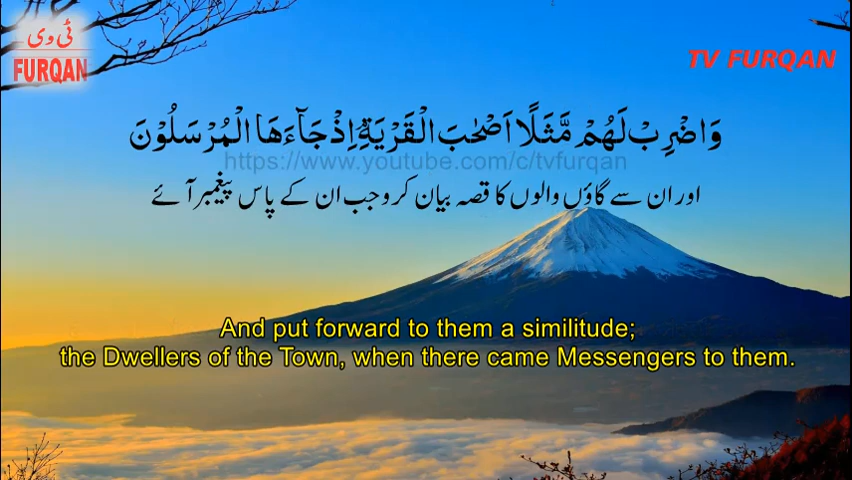 ٹی وی
FURQAN
TV FURQAN
وَاضْرِبْ لَهُمْ مَّثَلًا اَصْحٰبَ الْقَرْيَةِۘ اِذْ جَآءَهَا الْمُرْسَلُوْنَ
https://www.youtube.com/c/tvfurqan
اور ان سے گاؤں والوں کا قصہ بیان کرو جب ان کے پاس پیغمبر آئے
And put forward to them a similitude;
the Dwellers of the Town, when there came Messengers to them.